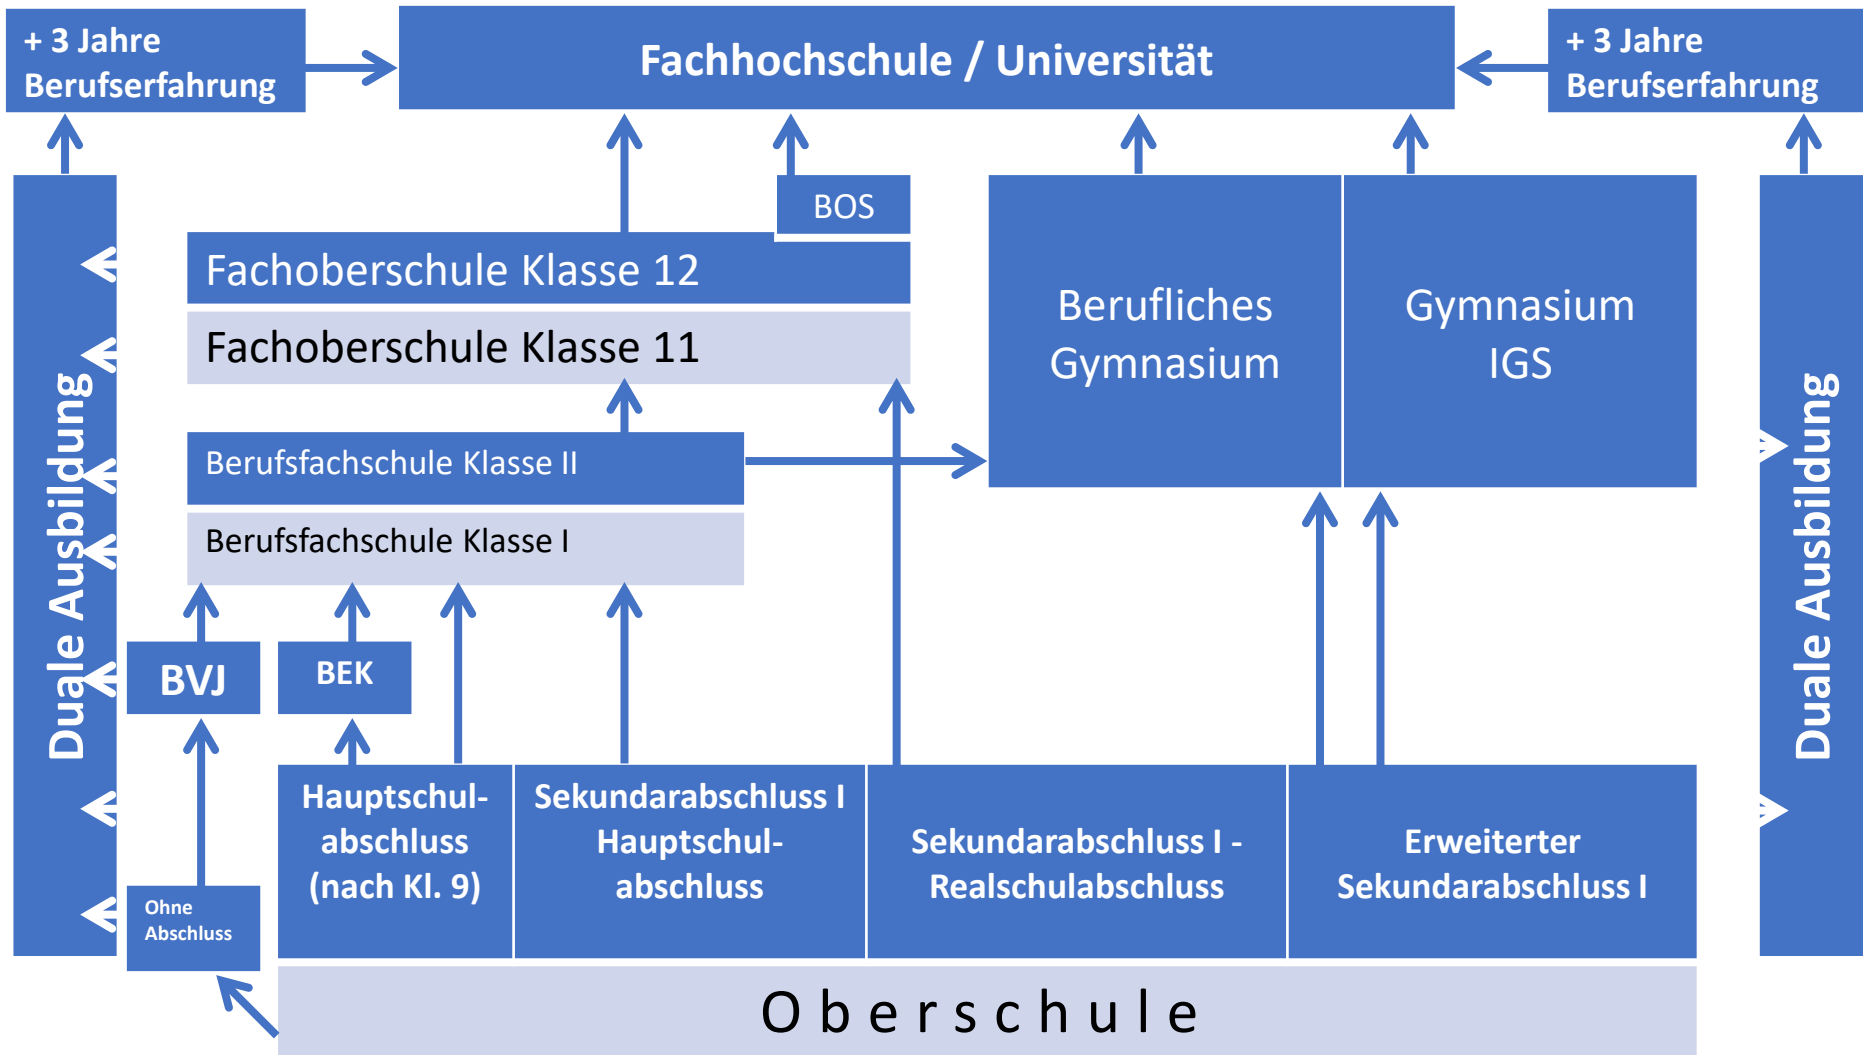 + 3 Jahre
Berufserfahrung
Fachhochschule / Universität
+ 3 Jahre
Berufserfahrung
BOS
Fachoberschule Klasse 12
Fachoberschule Klasse 11
Berufliches
Gymnasium
Gymnasium
IGS
Duale Ausbildung
Berufsfachschule Klasse II
Berufsfachschule Klasse I
Duale Ausbildung
BVJ
BEK
Hauptschul-
abschluss
(nach Kl. 9)
Sekundarabschluss I
Hauptschul-
abschluss
Sekundarabschluss I -
Realschulabschluss
Erweiterter
Sekundarabschluss I
Ohne
Abschluss
Oberschule